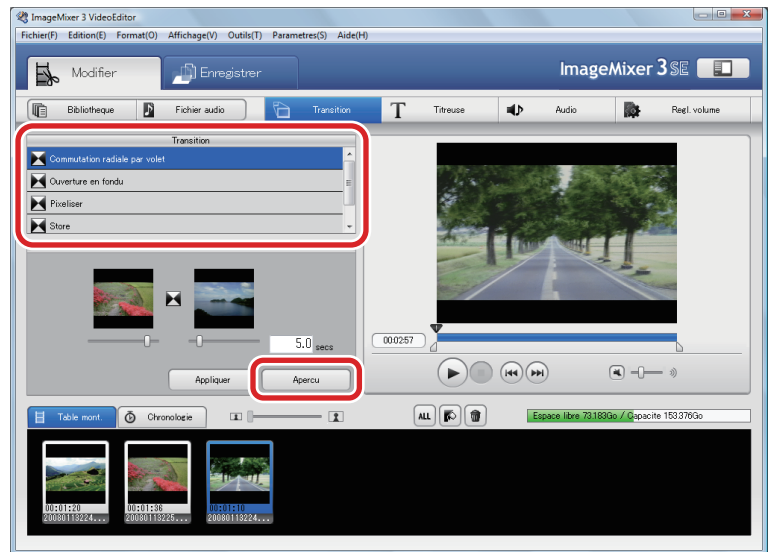 ImageMixer 3 VideoEditor
Fichier(F) Edition(E) Format(O) Affichage(V) Outils(T) Parametres(S) Aide(H)
Modifier Enregistrer ImageMixer 3 SE
Bibliotheque Fichier audio Transition T Titreuse Audio Regl. volume
Transition
Commutation radiale par volet
Ouverture en fondu
Pixeliser
Store
5.0 secs
00:02:57
Appliquer Apercu
Table mont. Chronologie ALL Espace libre 73.183Go / Capacite 153.376Go
00:01:20 00:01:36 00:01:10
20080113224... 20080113225... 20080113224...